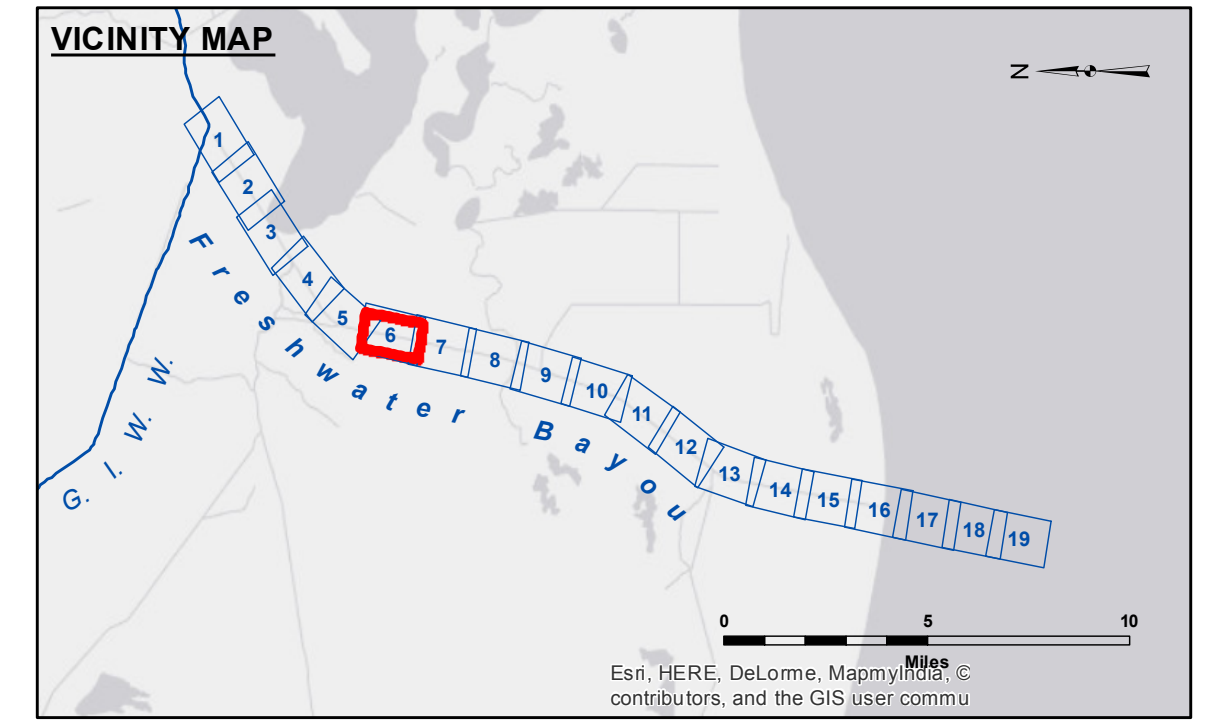 VICINITY MAP
N
1
2
3
4
5
6
7
8
9
10
11
12
13
14
15
16
17
18
19
Freshwater Bayou
G. I. W. W.
0 5 10
Miles
Esri, HERE, DeLorme, MapmyIndia, ©
contributors, and the GIS user commu